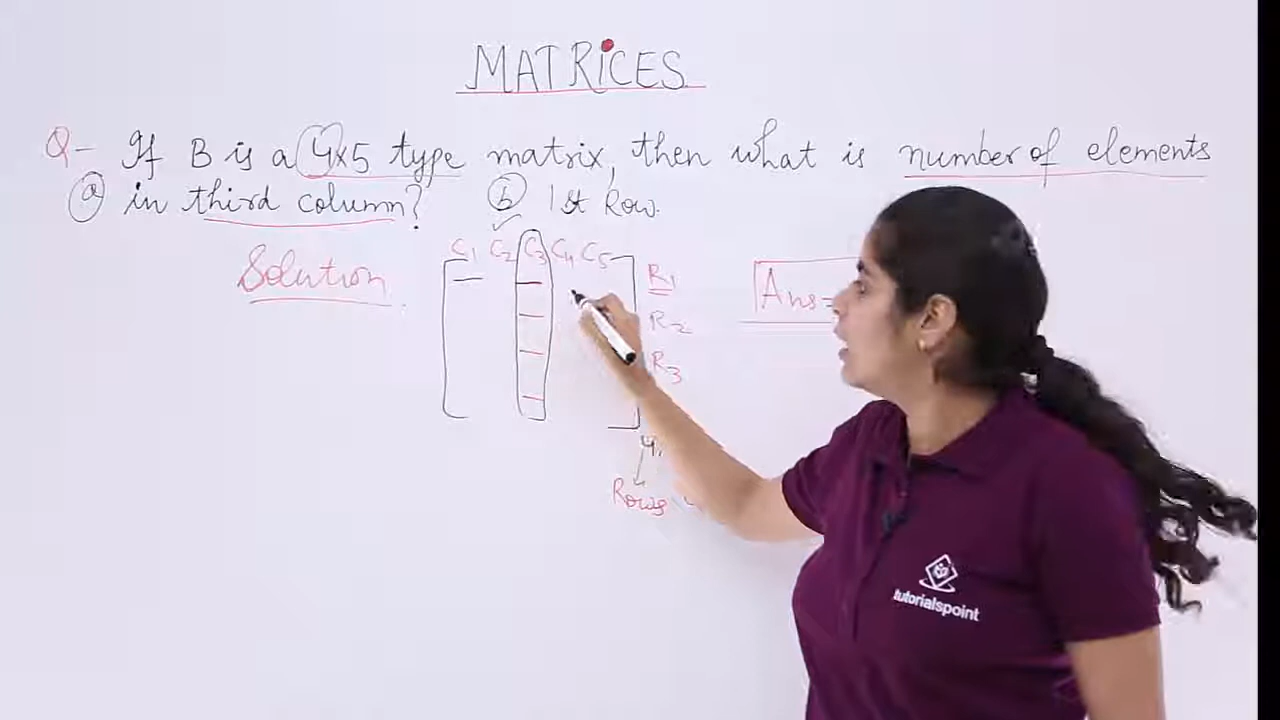 MATRiCES
Q- If B is a 4x5 type matrix, then what is number of elements
(a) in third column? (b) 1st Row.
Solution
C1 C2 C3 C4 C5
R1
R2
R3
4
Rows
Ans=
tutorialspoint